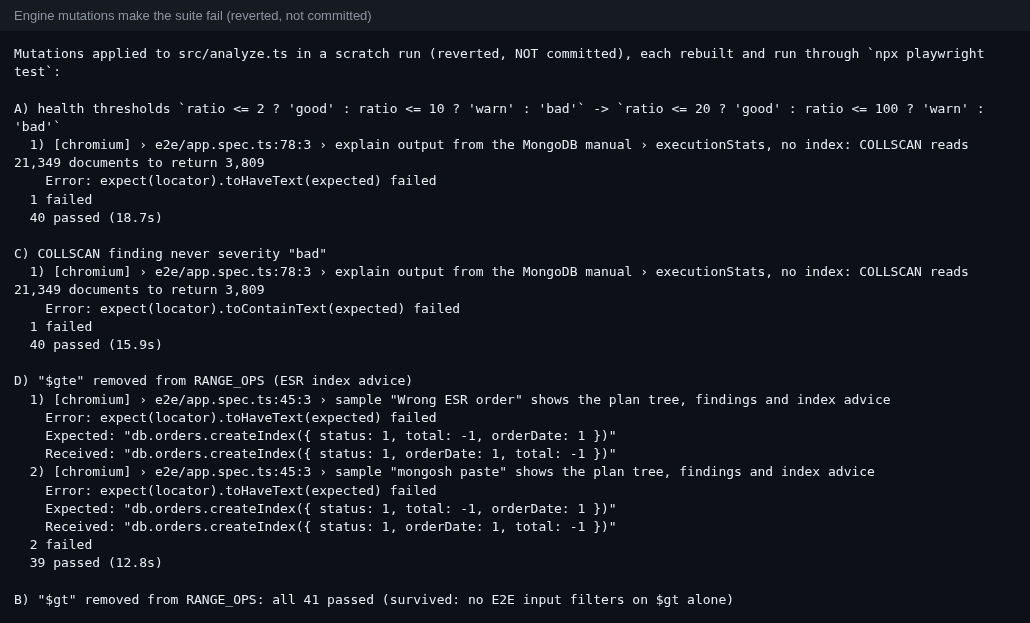 Engine mutations make the suite fail (reverted, not committed)
Mutations applied to src/analyze.ts in a scratch run (reverted, NOT committed), each rebuilt and run through `npx playwright
test`:
A) health thresholds `ratio <= 2 ? 'good' : ratio <= 10 ? 'warn' : 'bad'` -> `ratio <= 20 ? 'good' : ratio <= 100 ? 'warn' :
'bad'`
1) [chromium] › e2e/app.spec.ts:78:3 › explain output from the MongoDB manual › executionStats, no index: COLLSCAN reads
21,349 documents to return 3,809
Error: expect(locator).toHaveText(expected) failed
1 failed
40 passed (18.7s)
C) COLLSCAN finding never severity "bad"
1) [chromium] › e2e/app.spec.ts:78:3 › explain output from the MongoDB manual › executionStats, no index: COLLSCAN reads
21,349 documents to return 3,809
Error: expect(locator).toContainText(expected) failed
1 failed
40 passed (15.9s)
D) "$gte" removed from RANGE_OPS (ESR index advice)
1) [chromium] › e2e/app.spec.ts:45:3 › sample "Wrong ESR order" shows the plan tree, findings and index advice
Error: expect(locator).toHaveText(expected) failed
Expected: "db.orders.createIndex({ status: 1, total: -1, orderDate: 1 })"
Received: "db.orders.createIndex({ status: 1, orderDate: 1, total: -1 })"
2) [chromium] › e2e/app.spec.ts:45:3 › sample "mongosh paste" shows the plan tree, findings and index advice
Error: expect(locator).toHaveText(expected) failed
Expected: "db.orders.createIndex({ status: 1, total: -1, orderDate: 1 })"
Received: "db.orders.createIndex({ status: 1, orderDate: 1, total: -1 })"
2 failed
39 passed (12.8s)
B) "$gt" removed from RANGE_OPS: all 41 passed (survived: no E2E input filters on $gt alone)